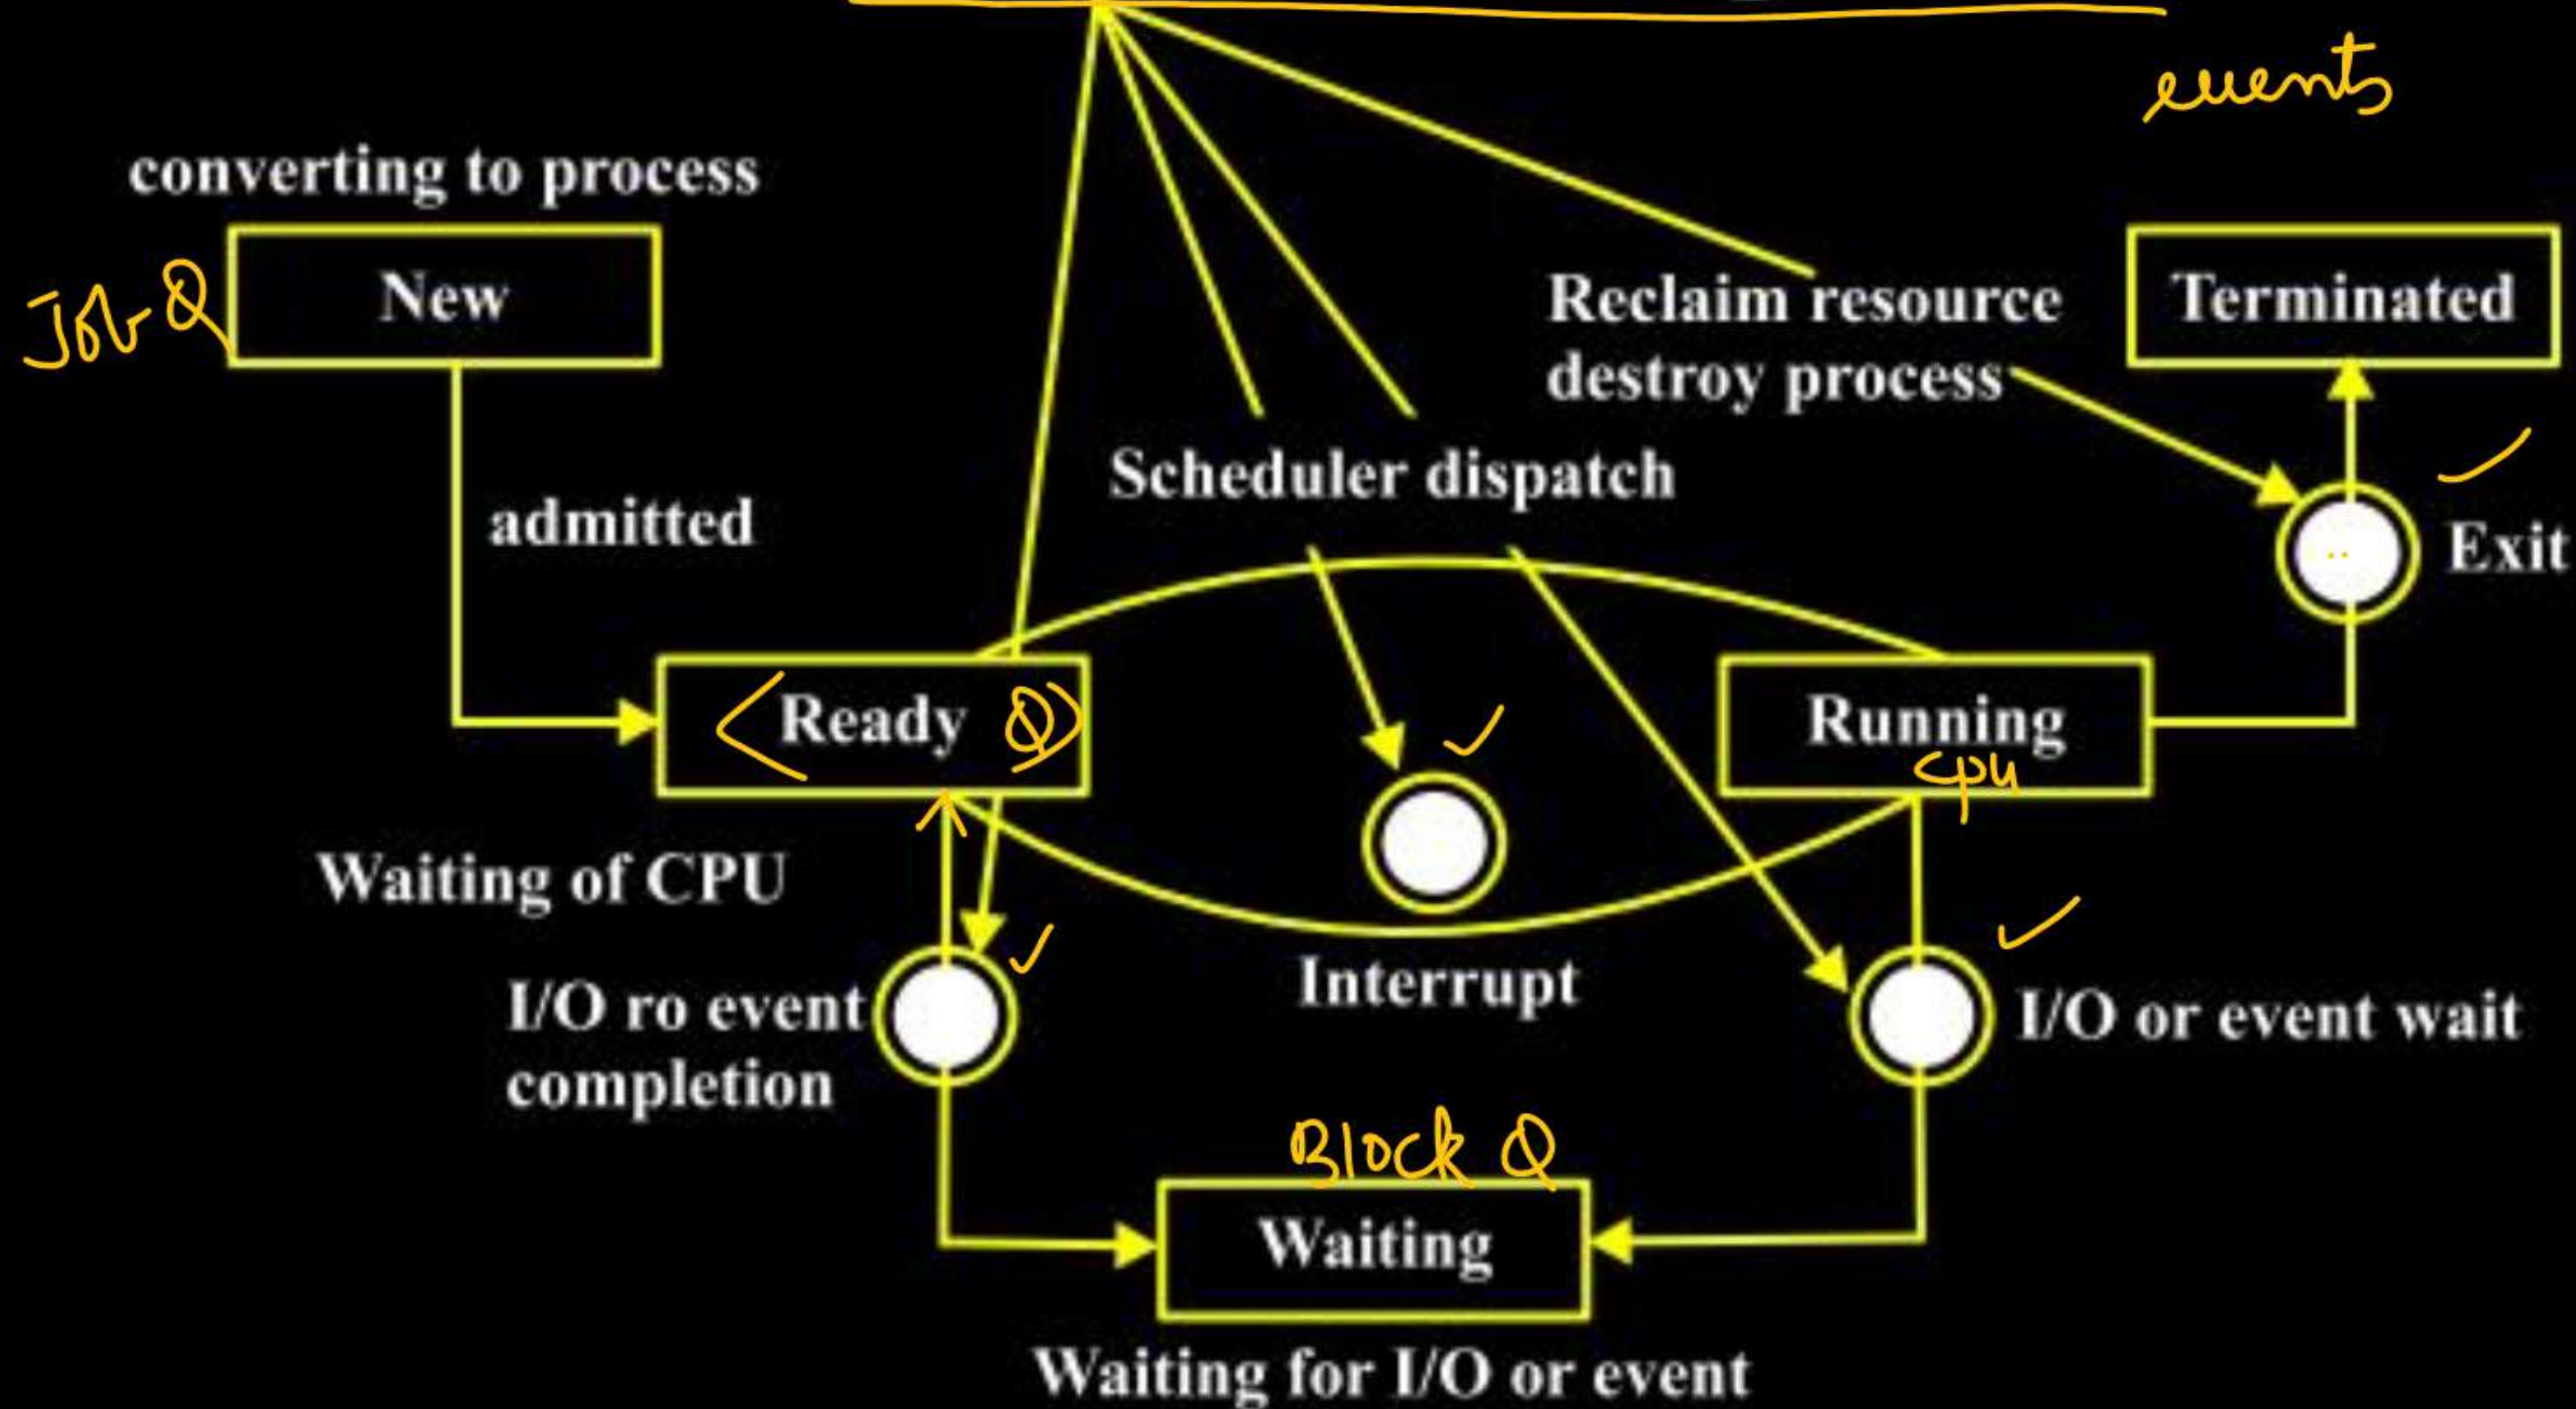 events
converting to process
Job Q
New
Reclaim resource
destroy process
Terminated
Scheduler dispatch
admitted
Exit
Ready Q
Running
cpu
Waiting of CPU
I/O ro event
completion
Interrupt
I/O or event wait
Block Q
Waiting
Waiting for I/O or event